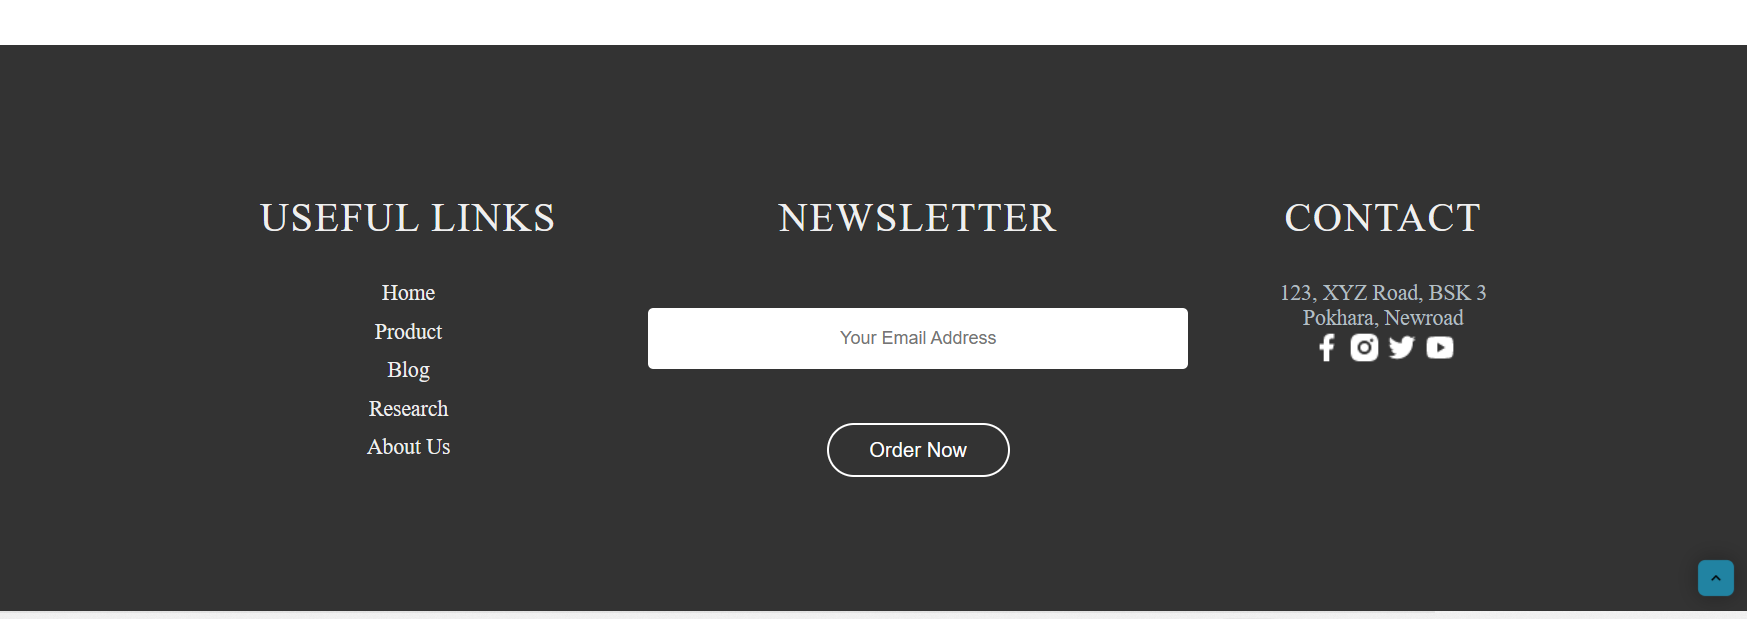 USEFUL LINKS
Home
Product
Blog
Research
About Us
NEWSLETTER
Your Email Address
Order Now
CONTACT
123, XYZ Road, BSK 3
Pokhara, Newroad